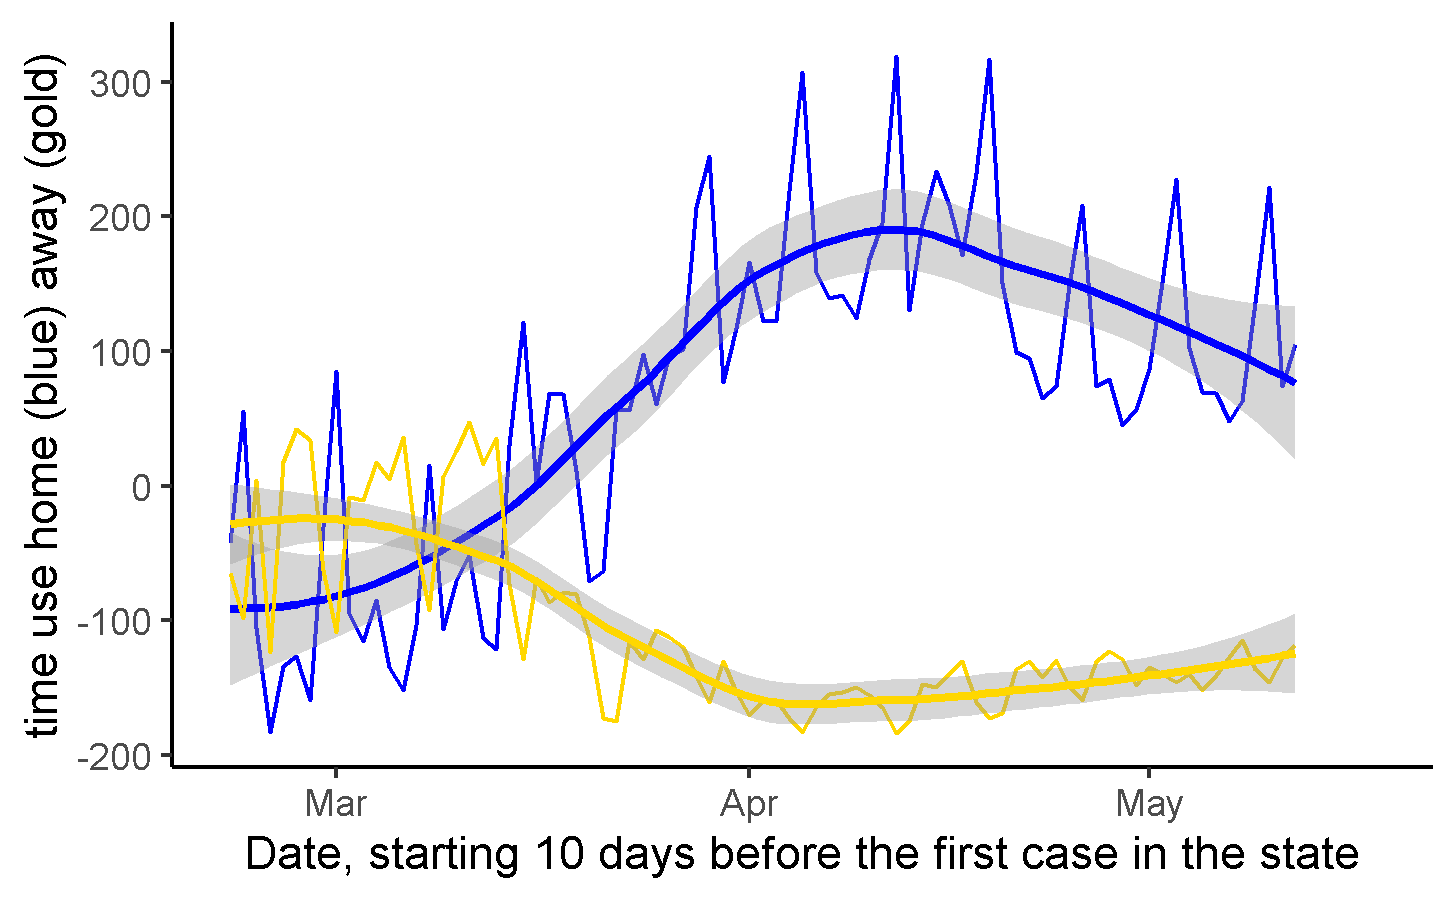 time use home (blue) away (gold)
300
200
100
0
-100
-200
Mar
Apr
May
Date, starting 10 days before the first case in the state